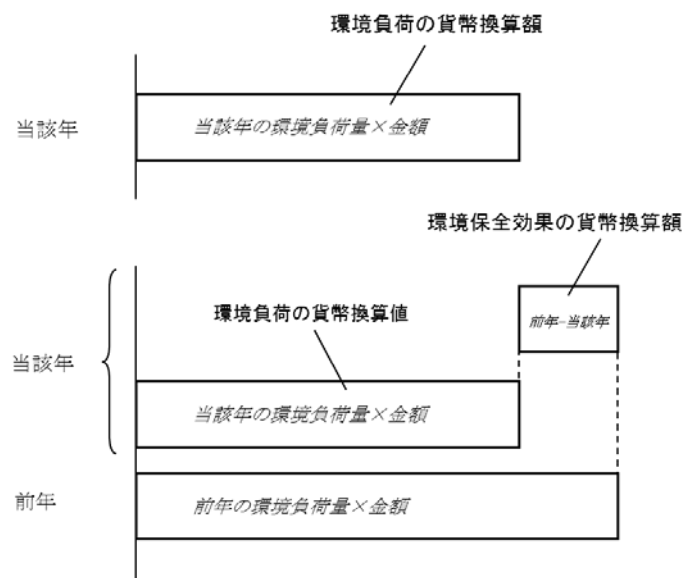 環境負荷の貨幣換算額
当該年
当該年の環境負荷量×金額
環境保全効果の貨幣換算額
環境負荷の貨幣換算値
前年-当該年
当該年
当該年の環境負荷量×金額
前年
前年の環境負荷量×金額